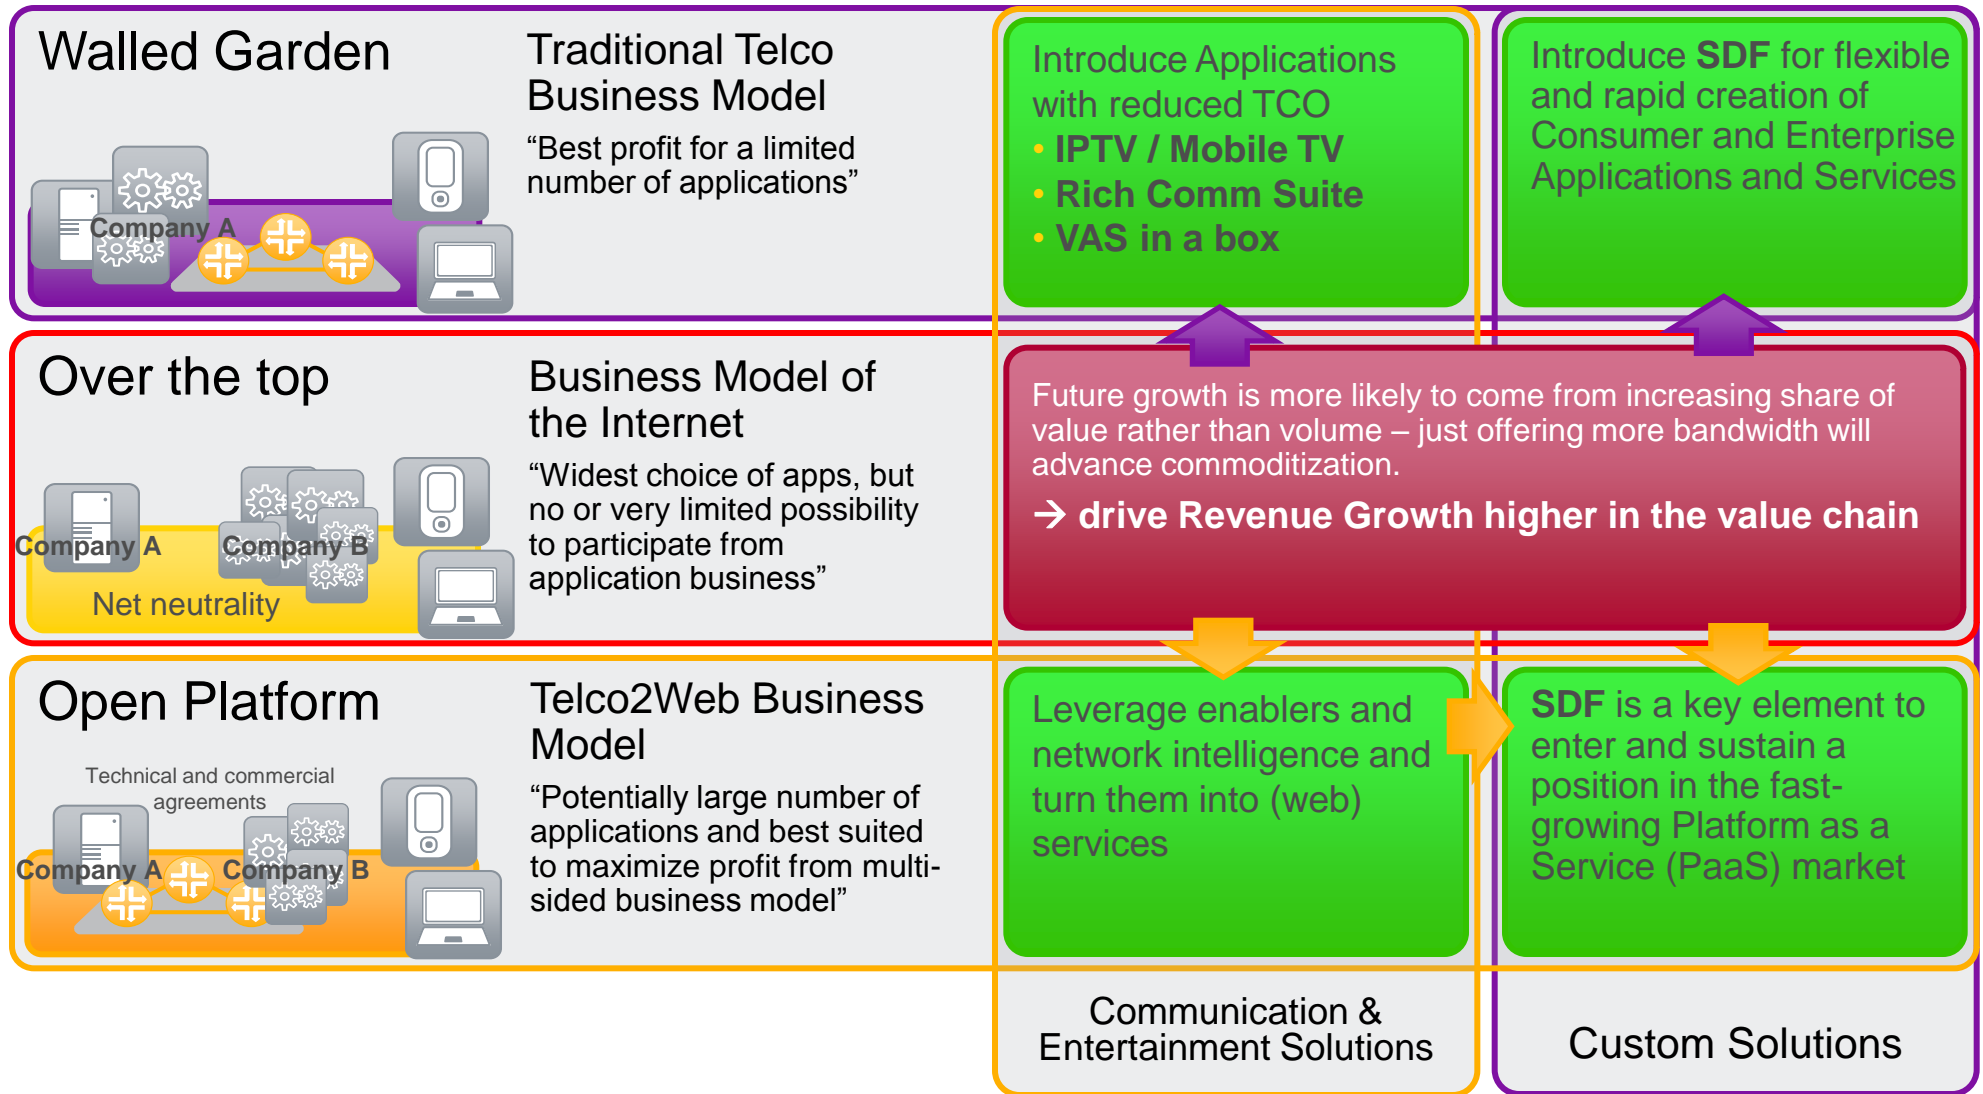 Walled Garden
Traditional Telco
Business Model
“Best profit for a limited
number of applications”
Company A
Introduce Applications
with reduced TCO
• IPTV / Mobile TV
• Rich Comm Suite
• VAS in a box
Introduce SDF for flexible
and rapid creation of
Consumer and Enterprise
Applications and Services
Over the top
Business Model of
the Internet
“Widest choice of apps, but
no or very limited possibility
to participate from
application business”
Company A
Company B
Net neutrality
Future growth is more likely to come from increasing share of
value rather than volume – just offering more bandwidth will
advance commoditization.
→ drive Revenue Growth higher in the value chain
Open Platform
Telco2Web Business
Model
“Potentially large number of
applications and best suited
to maximize profit from multi-
sided business model”
Technical and commercial
agreements
Company A
Company B
Leverage enablers and
network intelligence and
turn them into (web)
services
SDF is a key element to
enter and sustain a
position in the fast-
growing Platform as a
Service (PaaS) market
Communication &
Entertainment Solutions
Custom Solutions